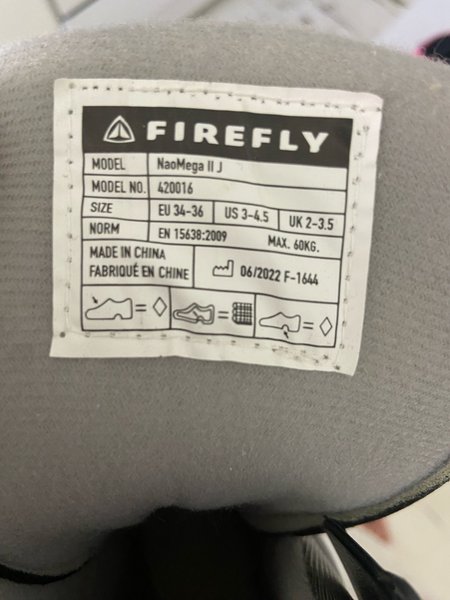 FIREFLY
MODEL NaoMega II J
MODEL NO. 420016
SIZE EU 34-36 US 3-4.5 UK 2-3.5
NORM EN 15638:2009 MAX. 60KG.
MADE IN CHINA
FABRIQUÉ EN CHINE
06/2022 F-1644
= ◇ = = ◇